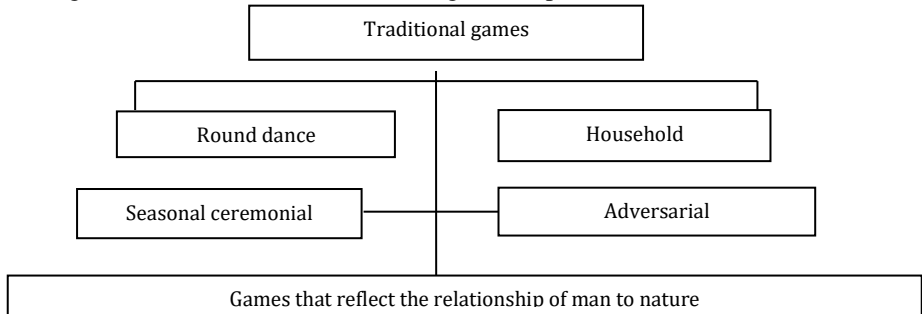 Traditional games
Round dance
Household
Seasonal ceremonial
Adversarial
Games that reflect the relationship of man to nature